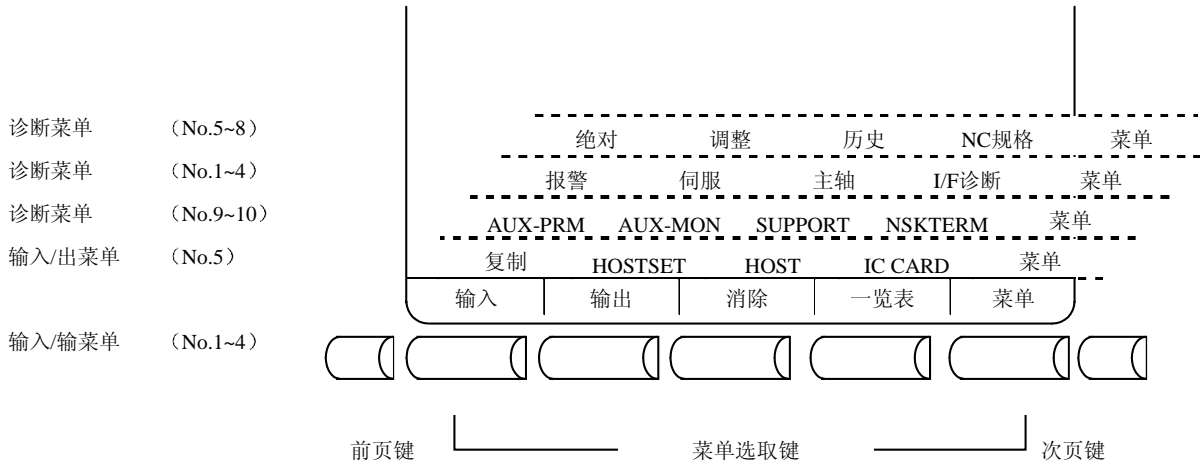 诊断菜单 （No.5~8） 绝对 调整 历史 NC规格 菜单
诊断菜单 （No.1~4） 报警 伺服 主轴 I/F诊断 菜单
诊断菜单 （No.9~10） AUX-PRM AUX-MON SUPPORT NSKTERM 菜单
输入/出菜单 （No.5） 复制 HOSTSET HOST IC CARD 菜单
输入 输出 消除 一览表 菜单
输入/输菜单 （No.1~4）
前页键 菜单选取键 次页键